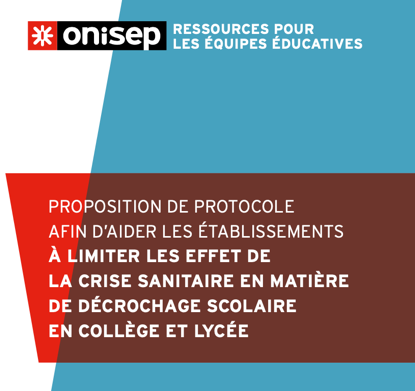 onisep
RESSOURCES POUR
LES ÉQUIPES ÉDUCATIVES
PROPOSITION DE PROTOCOLE
AFIN D'AIDER LES ÉTABLISSEMENTS
À LIMITER LES EFFET DE
LA CRISE SANITAIRE EN MATIÈRE
DE DÉCROCHAGE SCOLAIRE
EN COLLÈGE ET LYCÉE